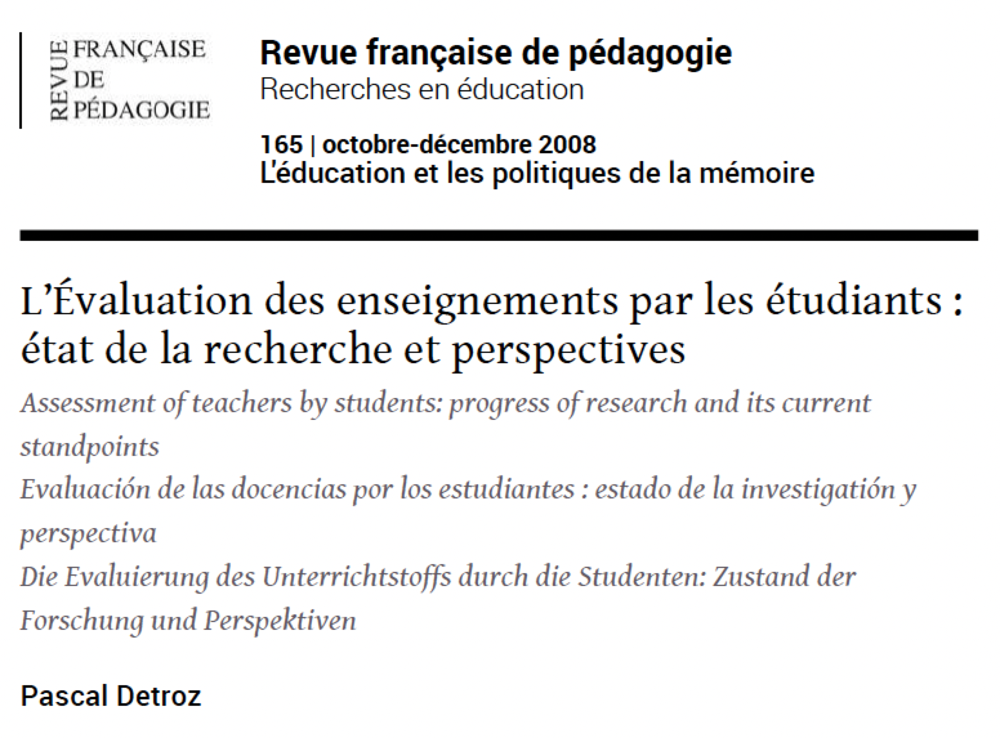 REVUE
FRANÇAISE
DE
PÉDAGOGIE
Revue française de pédagogie
Recherches en éducation
165 | octobre-décembre 2008
L'éducation et les politiques de la mémoire
L’Évaluation des enseignements par les étudiants :
état de la recherche et perspectives
Assessment of teachers by students: progress of research and its current
standpoints
Evaluación de las docencias por los estudiantes : estado de la investigatión y
perspectiva
Die Evaluierung des Unterrichtstoffs durch die Studenten: Zustand der
Forschung und Perspektiven
Pascal Detroz